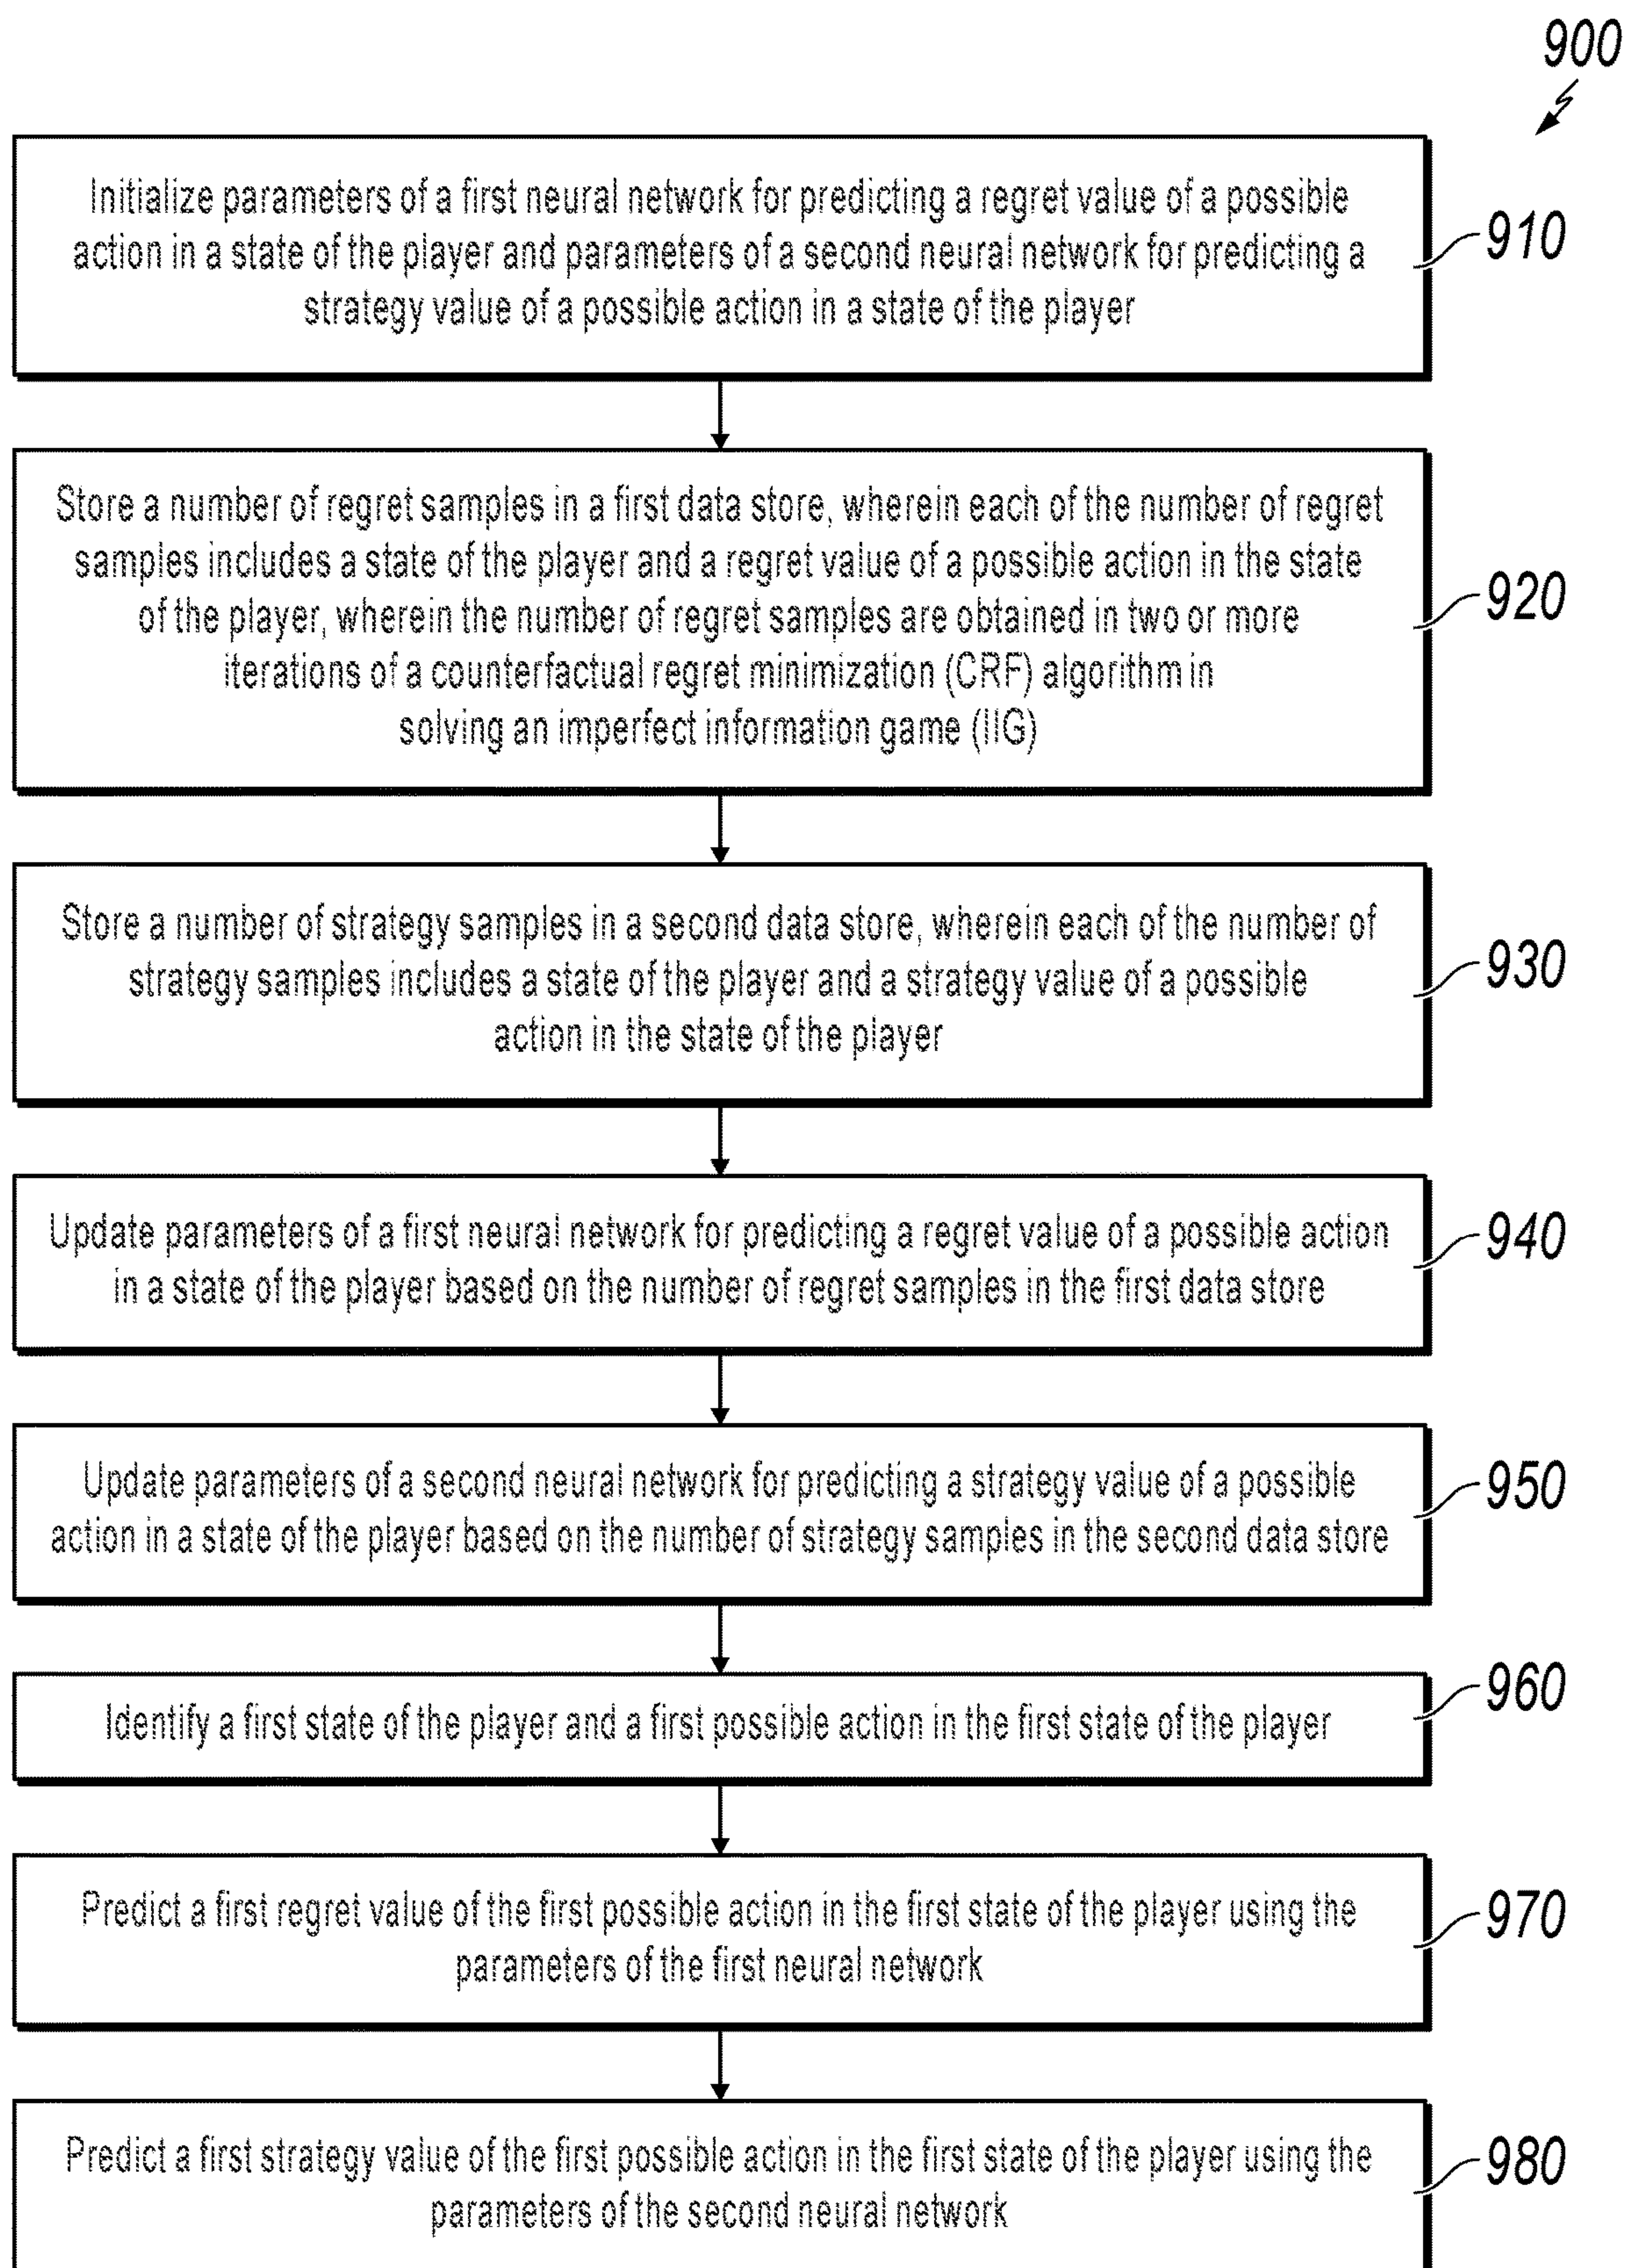 900
Initialize parameters of a first neural network for predicting a regret value of a possible
action in a state of the player and parameters of a second neural network for predicting a
strategy value of a possible action in a state of the player
910
Store a number of regret samples in a first data store, wherein each of the number of regret
samples includes a state of the player and a regret value of a possible action in the state
of the player, wherein the number of regret samples are obtained in two or more
iterations of a counterfactual regret minimization (CRF) algorithm in
solving an imperfect information game (IIG)
920
Store a number of strategy samples in a second data store, wherein each of the number of
strategy samples includes a state of the player and a strategy value of a possible
action in the state of the player
930
Update parameters of a first neural network for predicting a regret value of a possible action
in a state of the player based on the number of regret samples in the first data store
940
Update parameters of a second neural network for predicting a strategy value of a possible
action in a state of the player based on the number of strategy samples in the second data store
950
Identify a first state of the player and a first possible action in the first state of the player
960
Predict a first regret value of the first possible action in the first state of the player using the
parameters of the first neural network
970
Predict a first strategy value of the first possible action in the first state of the player using the
parameters of the second neural network
980